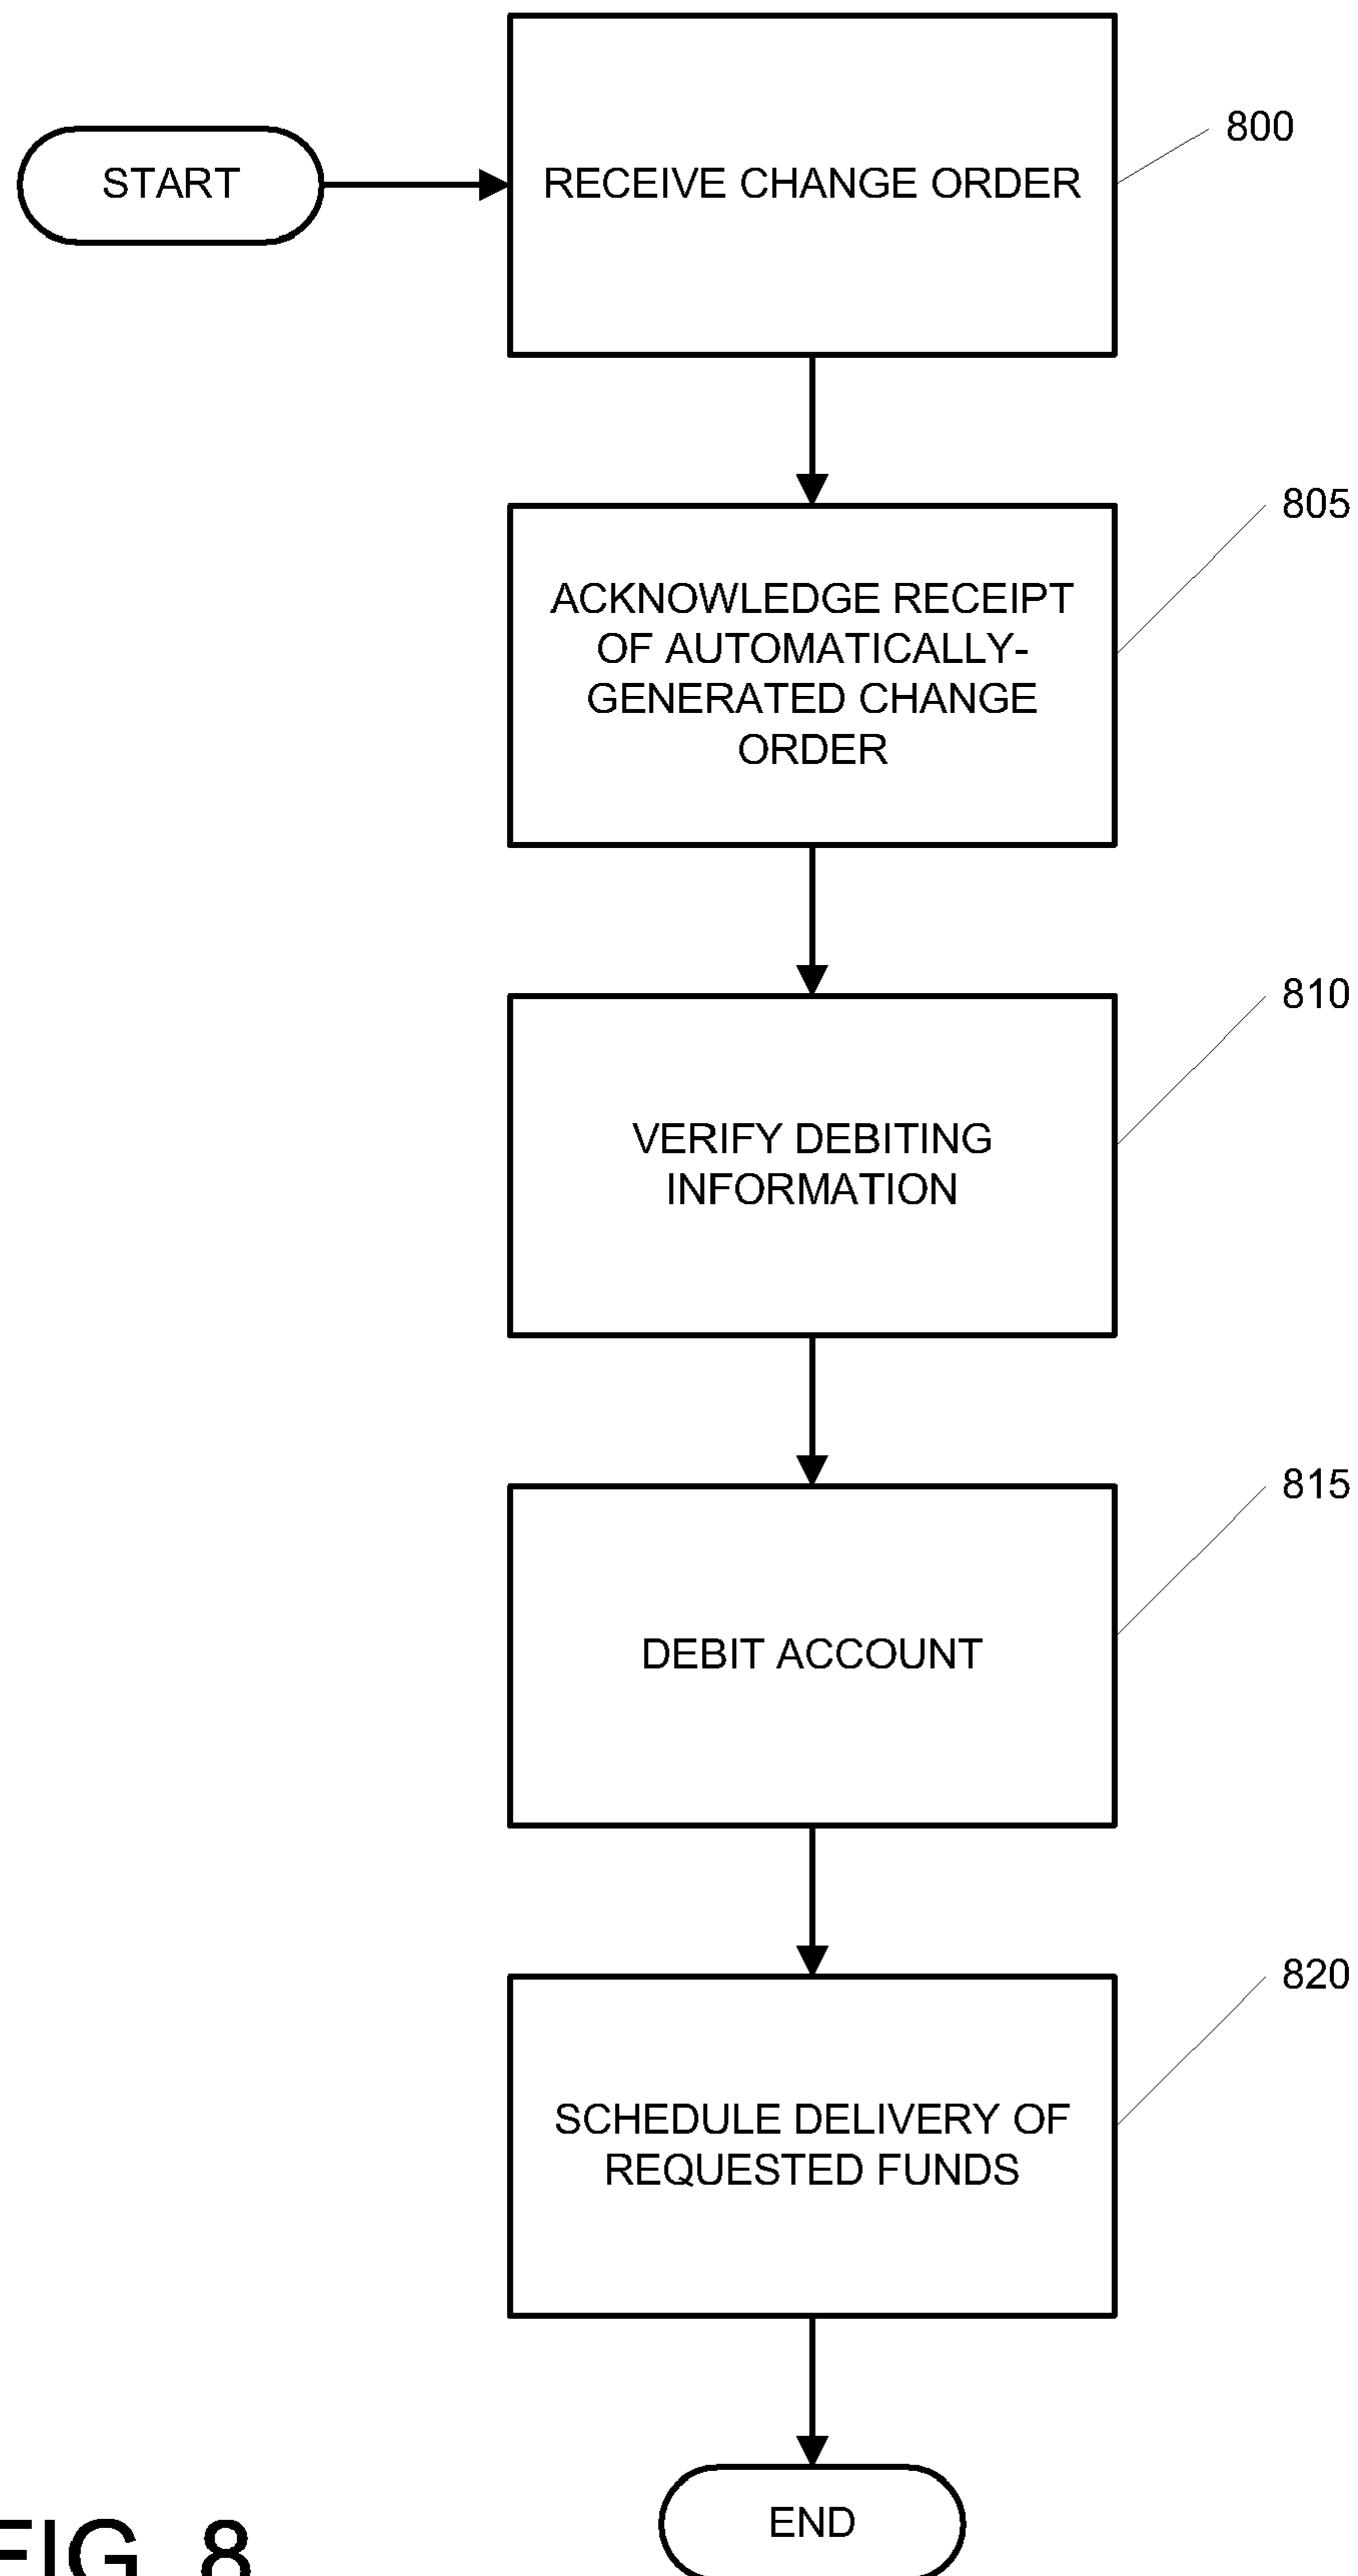 START
RECEIVE CHANGE ORDER
800
ACKNOWLEDGE RECEIPT
OF AUTOMATICALLY-
GENERATED CHANGE
ORDER
805
VERIFY DEBITING
INFORMATION
810
DEBIT ACCOUNT
815
SCHEDULE DELIVERY OF
REQUESTED FUNDS
820
END
FIG. 8